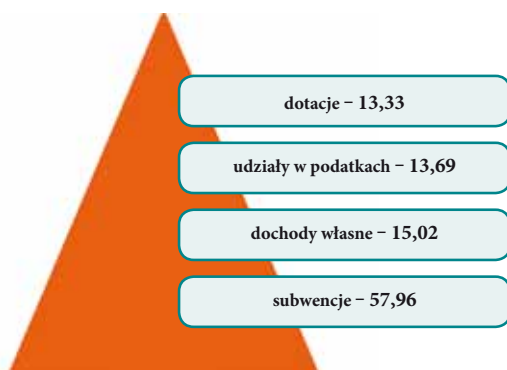 dotacje – 13,33
udziały w podatkach – 13,69
dochody własne – 15,02
subwencje – 57,96